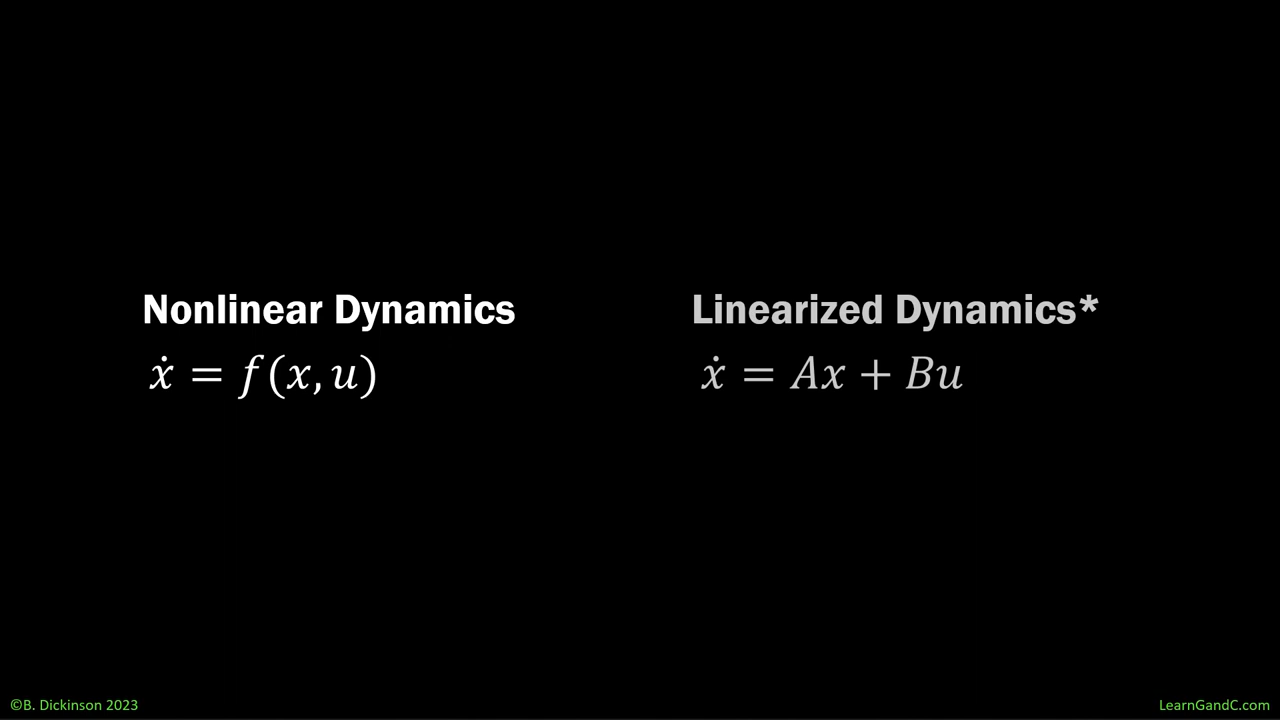 Nonlinear Dynamics
ẋ = f(x, u)
Linearized Dynamics*
ẋ = Ax + Bu
©B. Dickinson 2023
LearnGandC.com